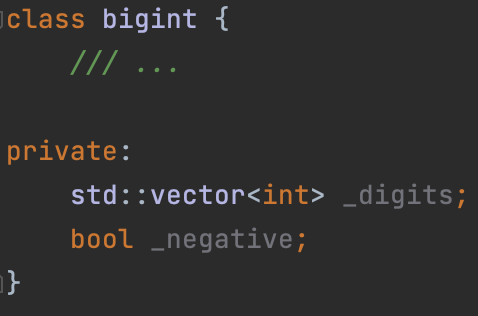 class bigint {
/// ...
private:
std::vector<int> _digits;
bool _negative;
}